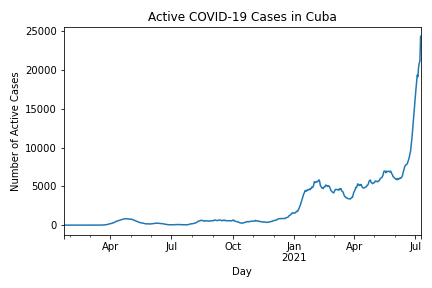 Active COVID-19 Cases in Cuba
Number of Active Cases
25000
20000
15000
10000
5000
0
Apr
Jul
Oct
Jan
2021
Apr
Jul
Day